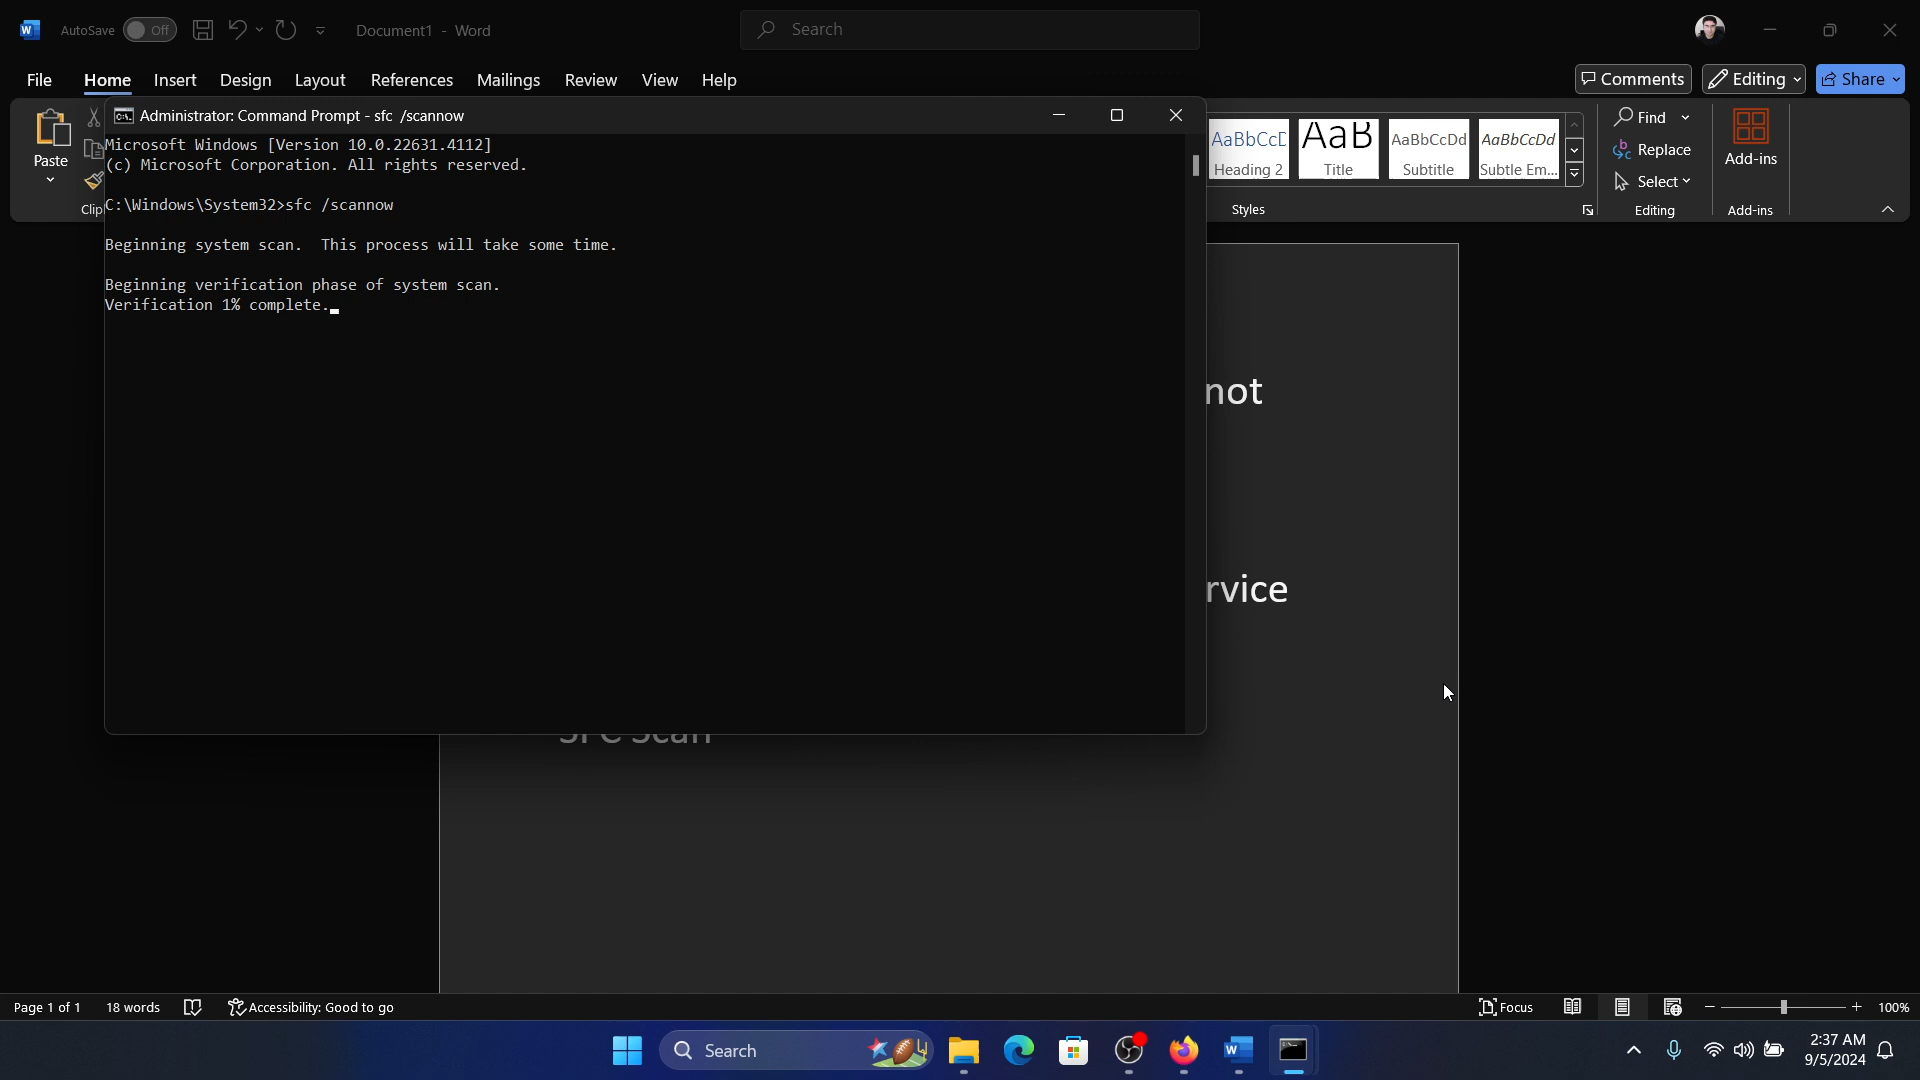 AutoSave Off Document1 - Word Search
File Home Insert Design Layout References Mailings Review View Help Comments Editing Share
Administrator: Command Prompt - sfc /scannow
Microsoft Windows [Version 10.0.22631.4112]
(c) Microsoft Corporation. All rights reserved.
C:\Windows\System32>sfc /scannow
Beginning system scan. This process will take some time.
Beginning verification phase of system scan.
Verification 1% complete.
Paste
Clip
AaBbCcD AaB AaBbCcDd AaBbCcDd
Heading 2 Title Subtitle Subtle Em...
Styles
Find
Replace
Select
Editing
Add-ins
Add-ins
not
rvice
SFC Scan
Page 1 of 1 18 words Accessibility: Good to go Focus 100%
Search
2:37 AM
9/5/2024